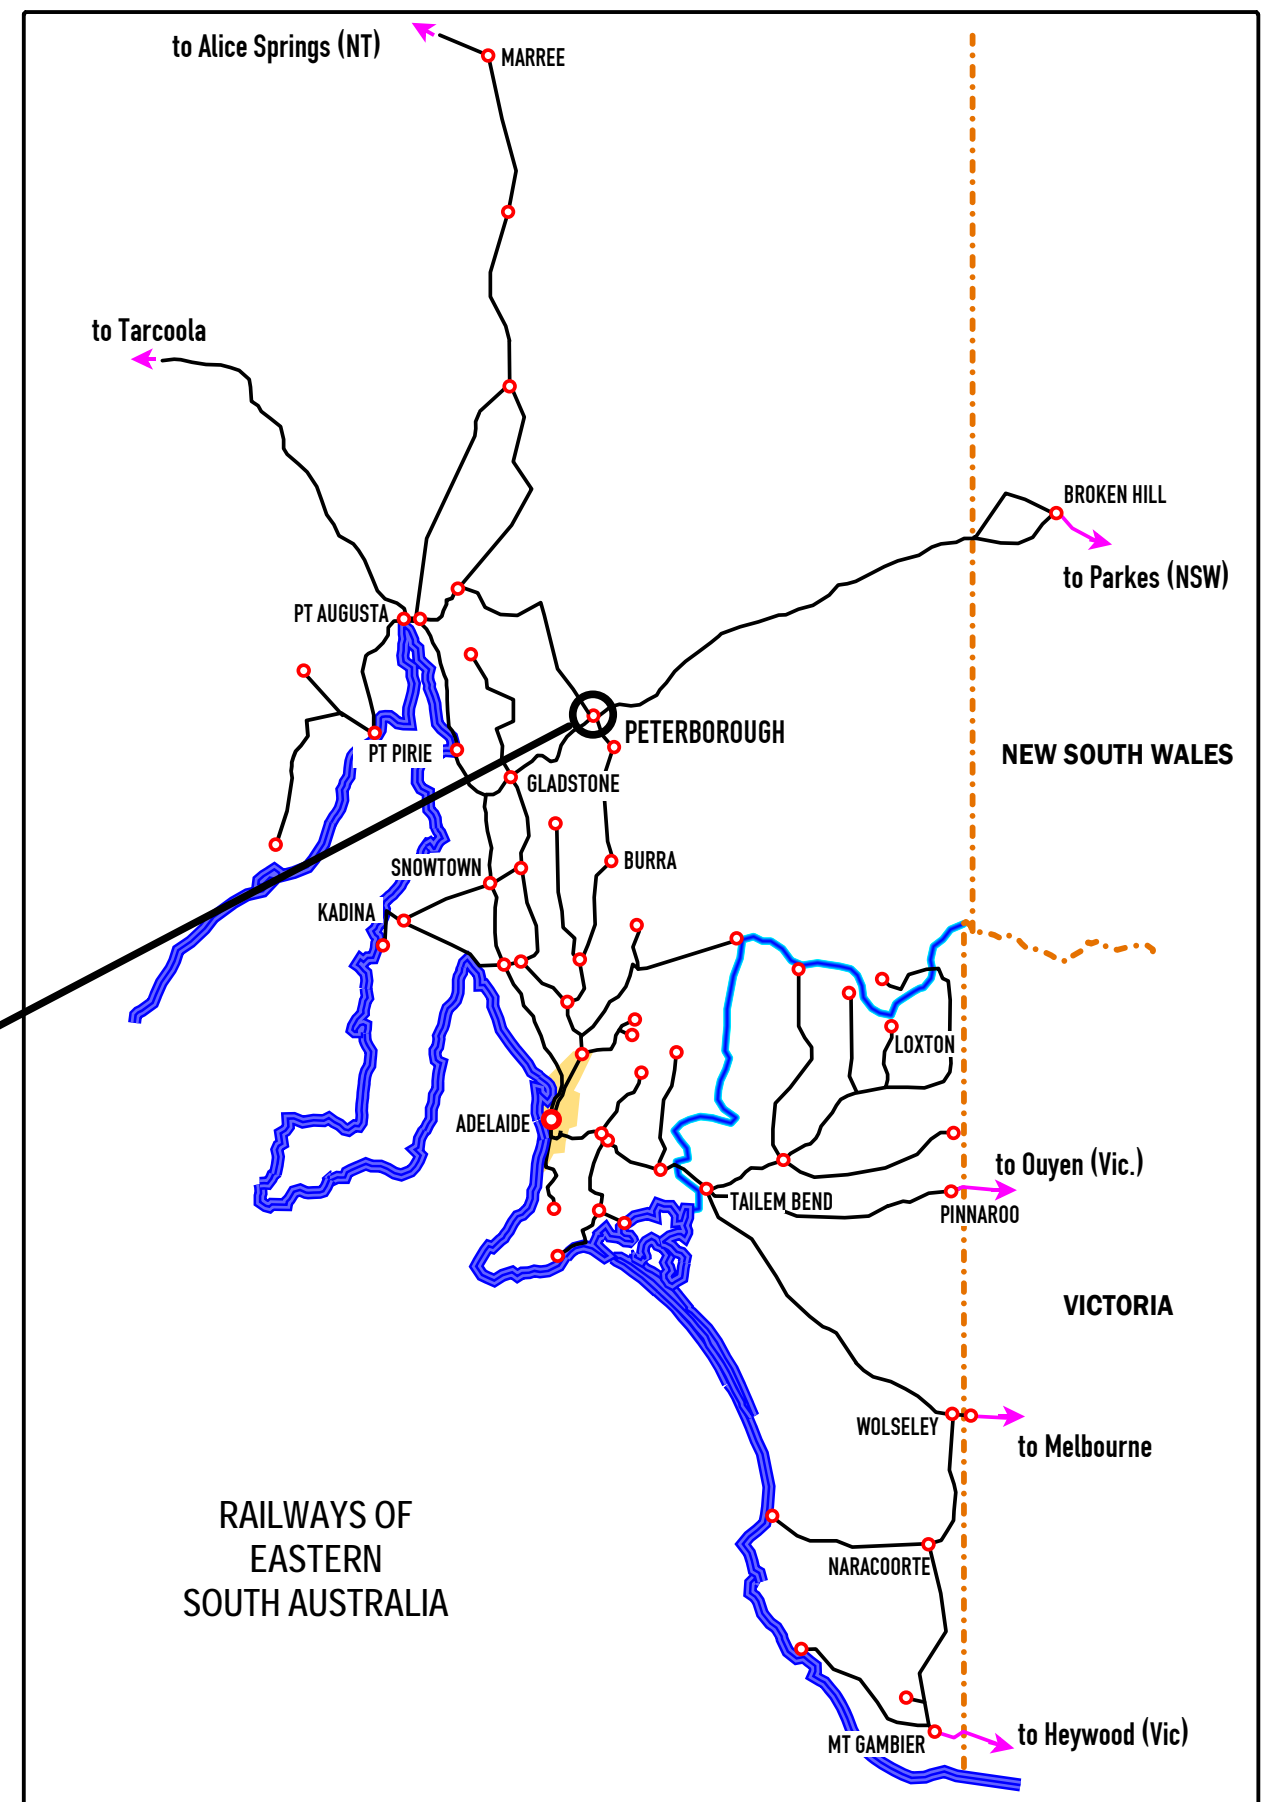 to Alice Springs (NT)
MARREE
to Tarcoola
BROKEN HILL
to Parkes (NSW)
PT AUGUSTA
PETERBOROUGH
PT PIRIE
NEW SOUTH WALES
GLADSTONE
SNOWTOWN
BURRA
KADINA
LOXTON
ADELAIDE
to Ouyen (Vic.)
TAILEM BEND
PINNAROO
VICTORIA
WOLSELEY
to Melbourne
RAILWAYS OF
EASTERN
SOUTH AUSTRALIA
NARACOORTE
to Heywood (Vic)
MT GAMBIER